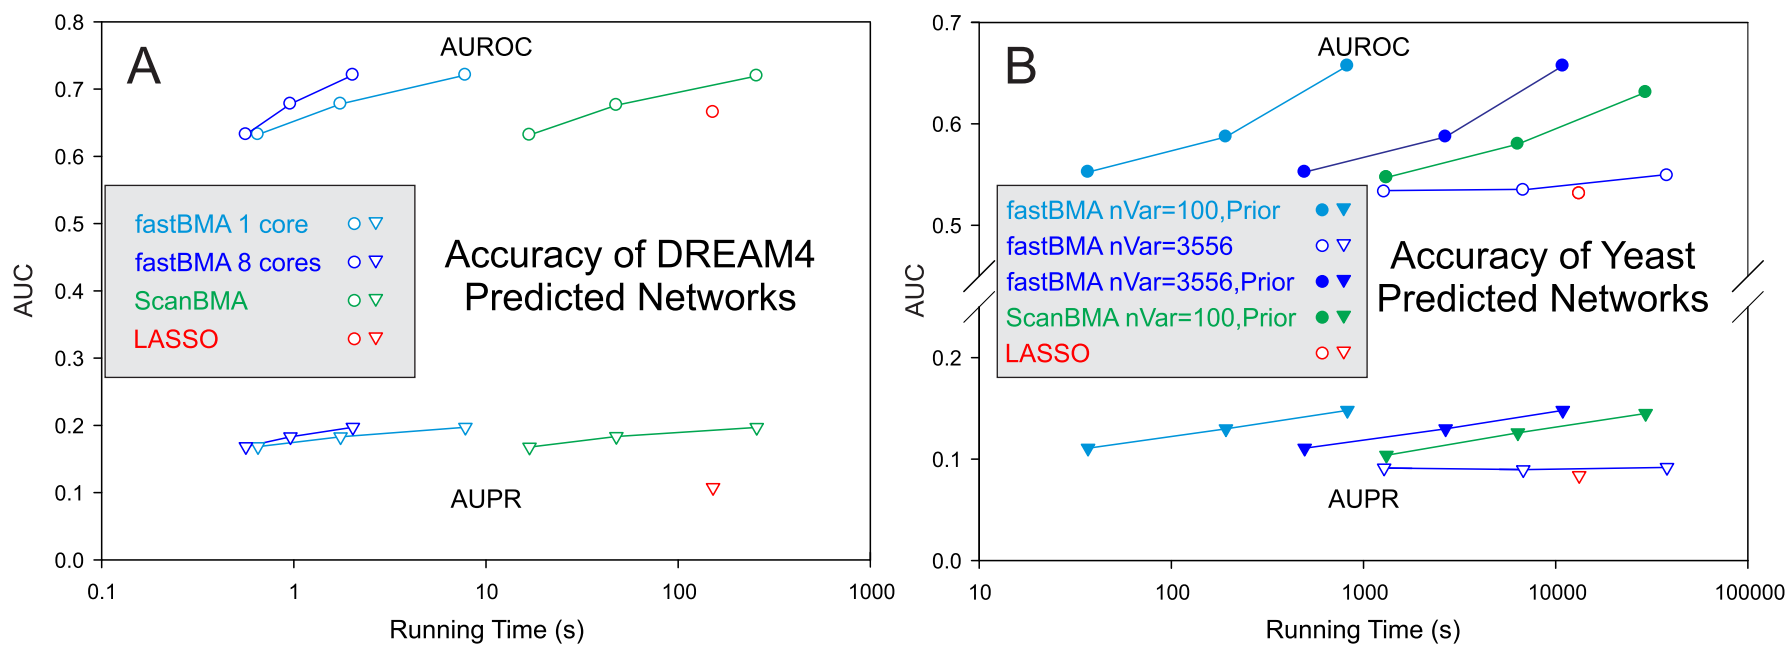 A
AUROC
0.8
0.7
0.6
0.5
0.4
0.3
0.2
0.1
0.0
AUC
fastBMA 1 core
fastBMA 8 cores
ScanBMA
LASSO
Accuracy of DREAM4
Predicted Networks
AUPR
0.1
1
10
100
1000
Running Time (s)
B
AUROC
0.7
0.6
0.5
0.2
0.1
0.0
AUC
fastBMA nVar=100,Prior
fastBMA nVar=3556
fastBMA nVar=3556,Prior
ScanBMA nVar=100,Prior
LASSO
Accuracy of Yeast
Predicted Networks
AUPR
10
100
1000
10000
100000
Running Time (s)